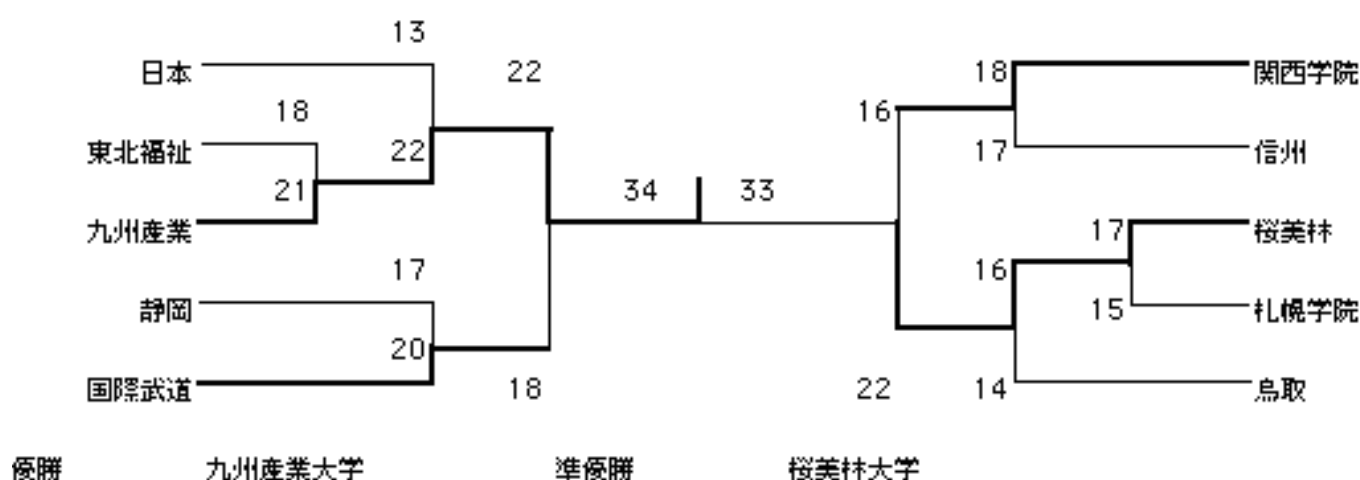 13
日本
22
18
関西学院
18
16
東北福祉
22
17
信州
21
34
33
九州産業
17
桜美林
17
16
静岡
15
札幌学院
20
国際武道
18
22
14
鳥取
優勝 九州産業大学 準優勝 桜美林大学